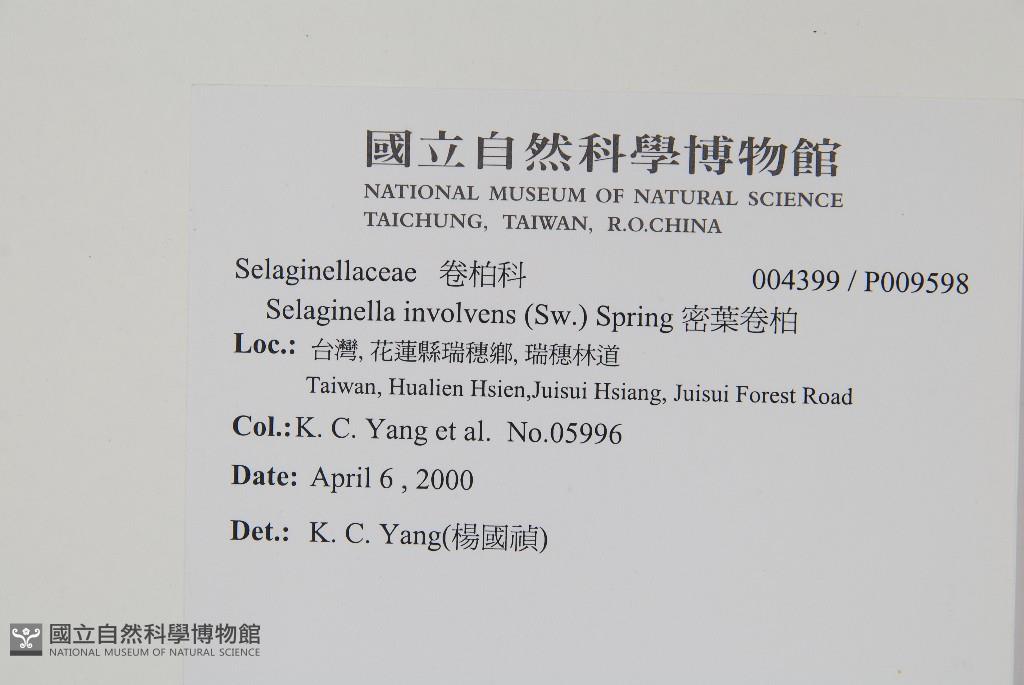 國立自然科學博物館
NATIONAL MUSEUM OF NATURAL SCIENCE
TAICHUNG, TAIWAN, R.O.CHINA
Selaginellaceae 卷柏科 004399 / P009598
Selaginella involvens (Sw.) Spring 密葉卷柏
Loc.: 台灣, 花蓮縣瑞穗鄉, 瑞穗林道
Taiwan, Hualien Hsien,Juisui Hsiang, Juisui Forest Road
Col.:K. C. Yang et al. No.05996
Date: April 6 , 2000
Det.: K. C. Yang(楊國禎)
國立自然科學博物館
NATIONAL MUSEUM OF NATURAL SCIENCE